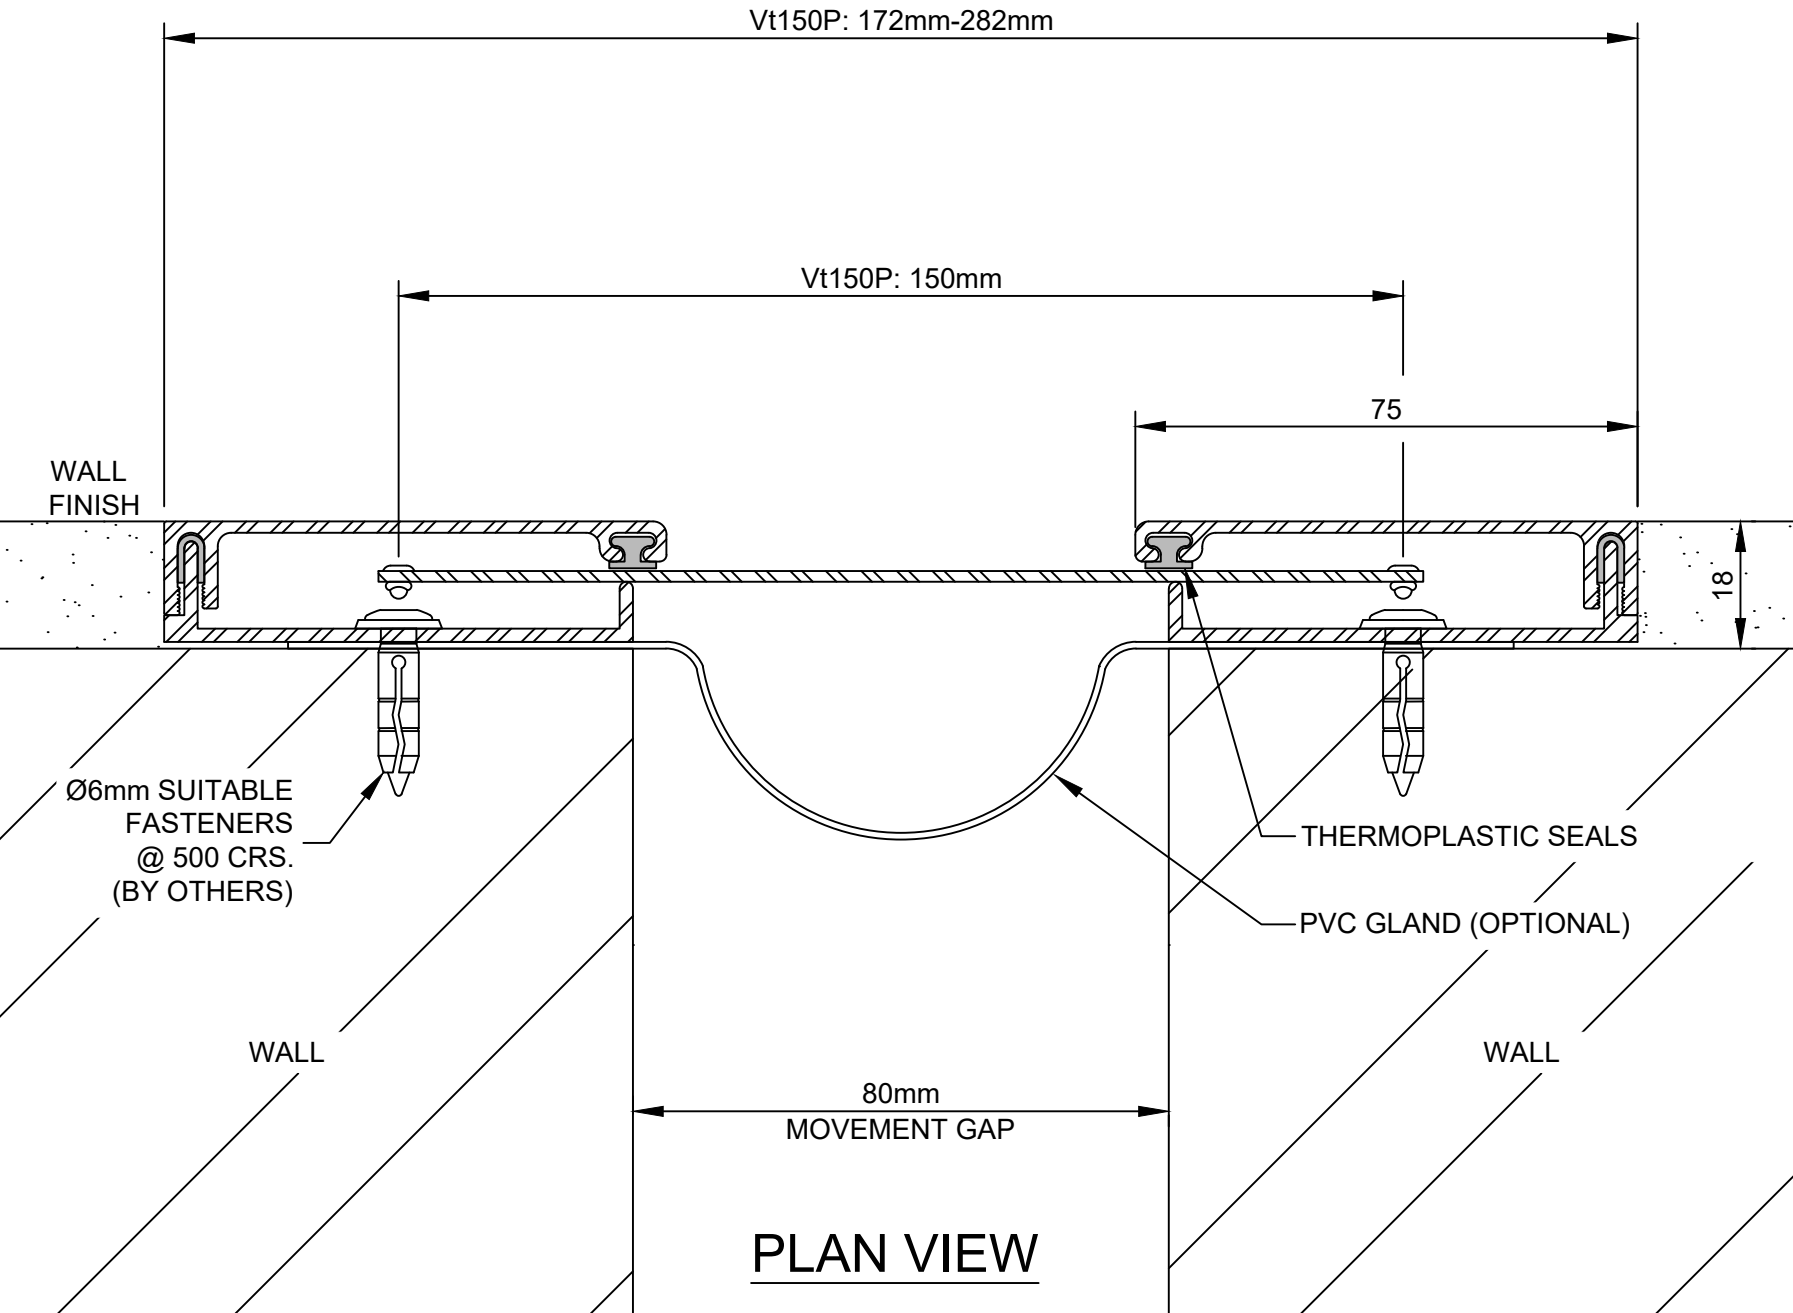 Vt150P: 172mm-282mm
Vt150P: 150mm
75
WALL
FINISH
18
Ø6mm SUITABLE
FASTENERS
@ 500 CRS.
(BY OTHERS)
THERMOPLASTIC SEALS
PVC GLAND (OPTIONAL)
WALL
WALL
80mm
MOVEMENT GAP
PLAN VIEW